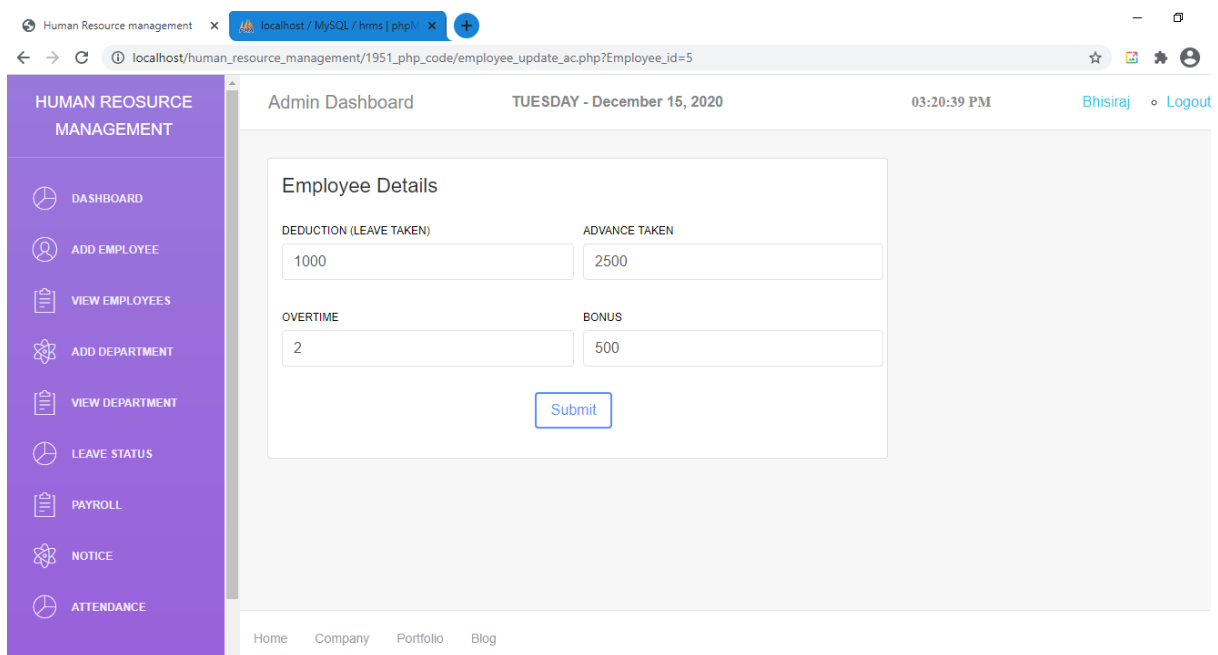 Human Resource management
localhost / MySQL / hrms | phpM
localhost/human_resource_management/1951_php_code/employee_update_ac.php?Employee_id=5
HUMAN REOSURCE
MANAGEMENT
DASHBOARD
ADD EMPLOYEE
VIEW EMPLOYEES
ADD DEPARTMENT
VIEW DEPARTMENT
LEAVE STATUS
PAYROLL
NOTICE
ATTENDANCE
Admin Dashboard TUESDAY - December 15, 2020 03:20:39 PM Bhisiraj Logout
Employee Details
DEDUCTION (LEAVE TAKEN) ADVANCE TAKEN
1000 2500
OVERTIME BONUS
2 500
Submit
Home Company Portfolio Blog